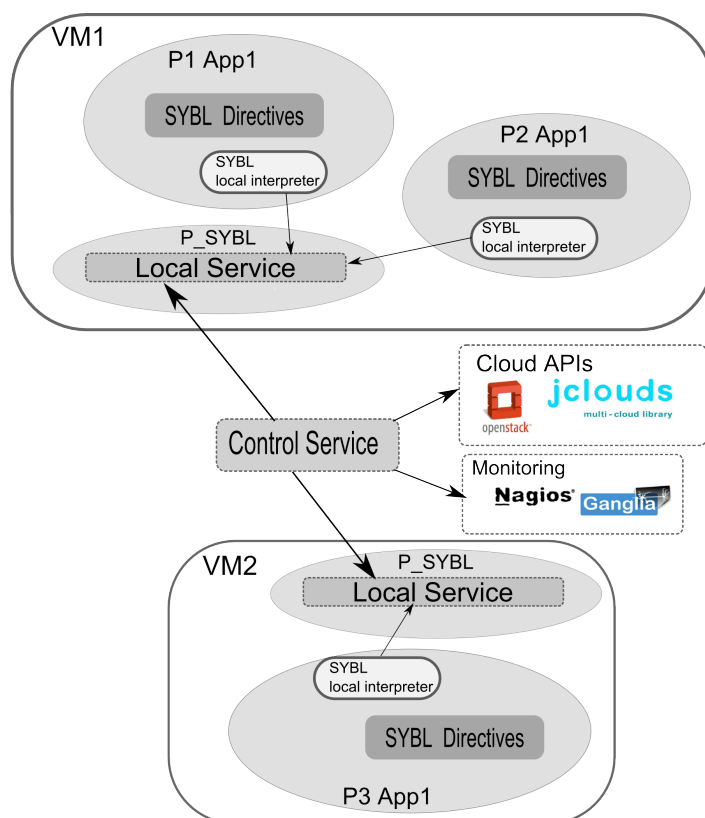 VM1
P1 App1
SYBL Directives
SYBL
local interpreter
P2 App1
SYBL Directives
SYBL
local interpreter
P_SYBL
Local Service
Cloud APIs
openstack
jclouds
multi-cloud library
Control Service
Monitoring
Nagios®
Ganglia
VM2
P_SYBL
Local Service
SYBL
local interpreter
SYBL Directives
P3 App1